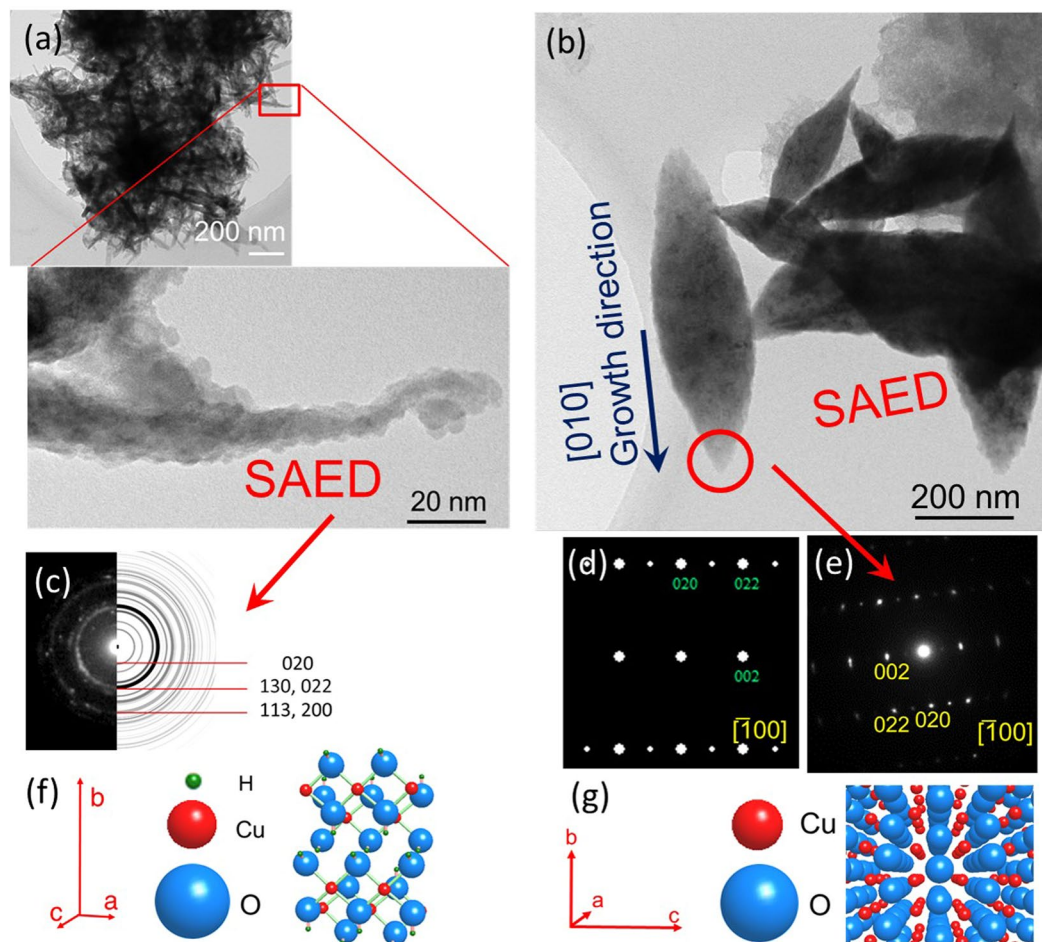 (a)
200 nm
SAED
20 nm
(b)
[010]
Growth direction
SAED
200 nm
(c)
020
130, 022
113, 200
(d)
020
022
002
[1̅00]
(e)
002
022
020
[1̅00]
(f)
b
c
a
H
Cu
O
(g)
b
a
c
Cu
O